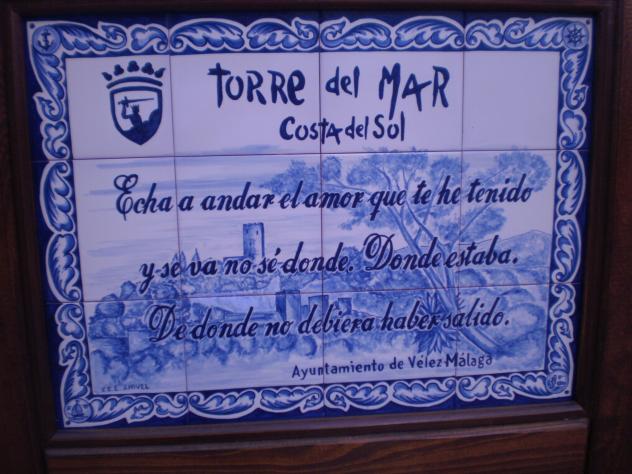 TORRE del MAR
Costa del Sol
Echa a andar el amor que te he tenido
y se va no sé donde. Donde estaba.
De donde no debiera haber salido.
Ayuntamiento de Vélez Málaga